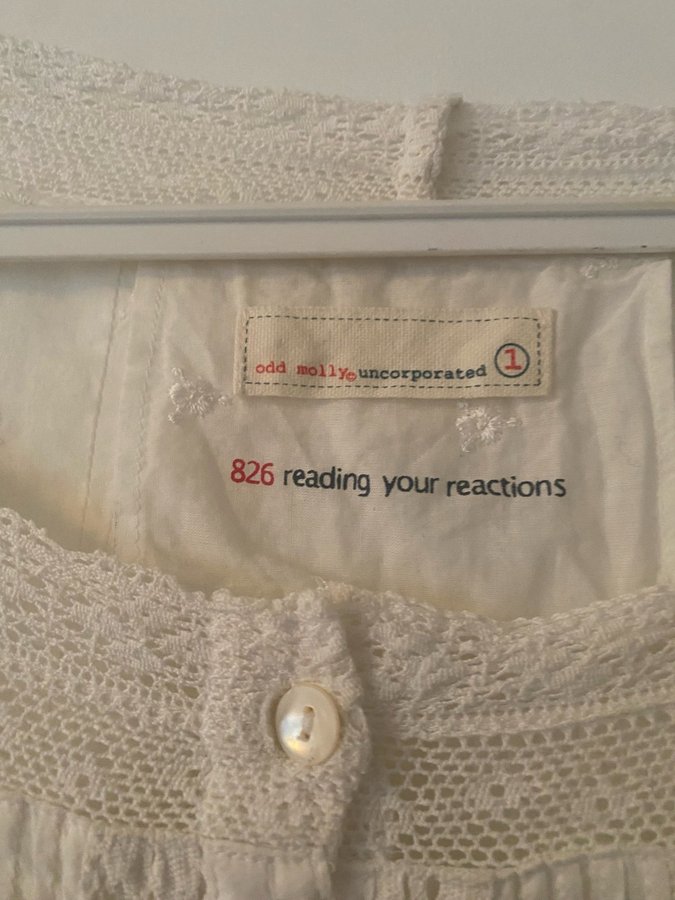 odd molly© uncorporated 1
826 reading your reactions